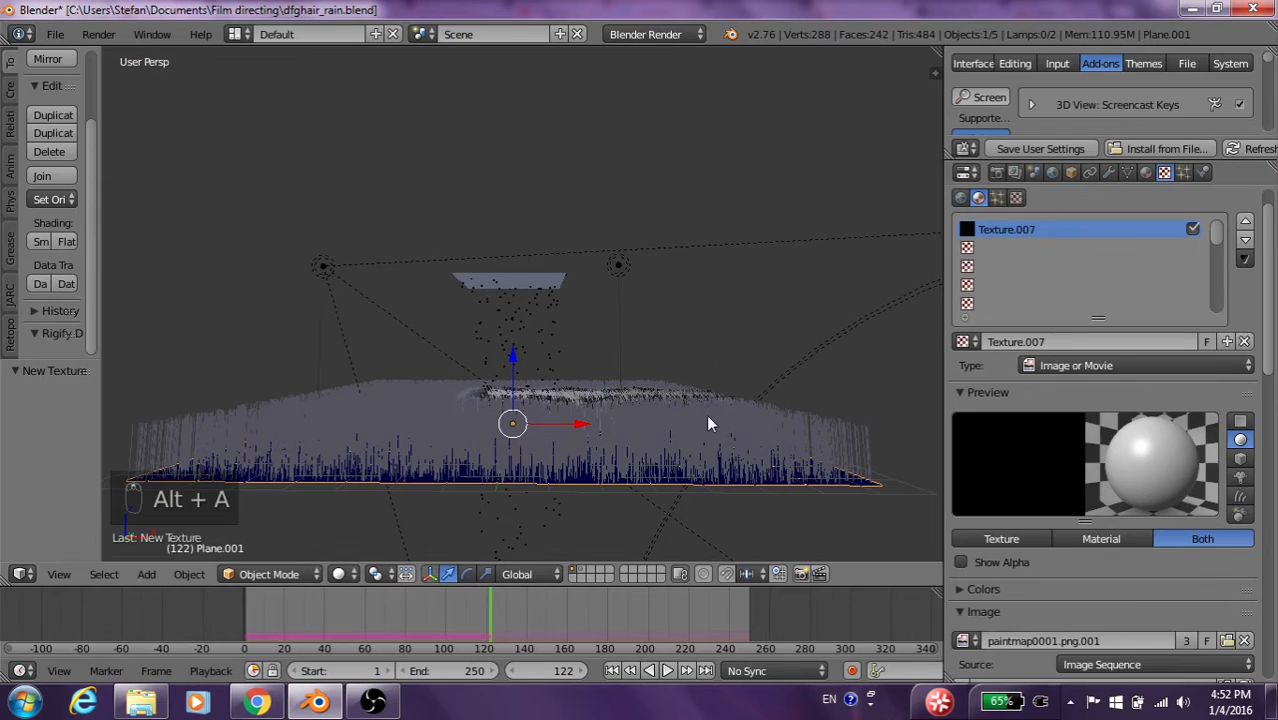 Blender* [C:\Users\Stefan\Documents\Film directing\dfghair_rain.blend]
File Render Window Help Default Scene Blender Render v2.76 | Verts:288 | Faces:242 | Tris:484 | Objects:1/5 | Lamps:0/2 | Mem:110.95M | Plane.001
Mirror
Edit
Duplicat
Duplicat
Delete
Join
Set Ori
Shading:
Sm Flat
Data Tra
Da Dat
History
Rigify D
New Texture
To
Cre
Relati
Anim
Phys
Grease
JARC
Retopo
User Persp
Alt + A
Last: New Texture
(122) Plane.001
View Select Add Object Object Mode Global
-100 -80 -60 -40 -20 0 20 40 60 80 100 120 140 160 180 200 220 240 260 280 300 320 340
View Marker Frame Playback Start: 1 End: 250 122 No Sync
Interface Editing Input Add-ons Themes File System
Screen
Supporte...
3D View: Screencast Keys
Save User Settings Install from File... Refresh
Texture.007
Texture.007 F
Type: Image or Movie
Preview
Texture Material Both
Show Alpha
Colors
Image
paintmap0001.png.001 3 F
Source: Image Sequence
EN 65% 4:52 PM
1/4/2016